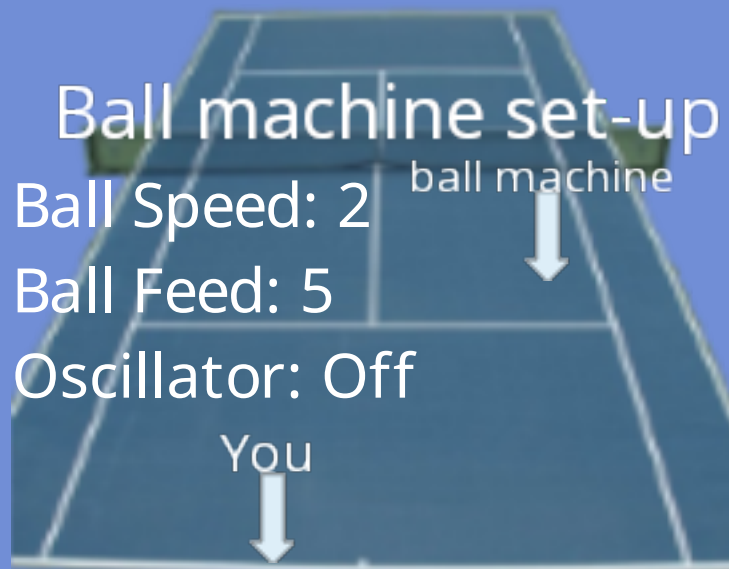 Ball machine set-up
ball machine
Ball Speed: 2
Ball Feed: 5
Oscillator: Off
You